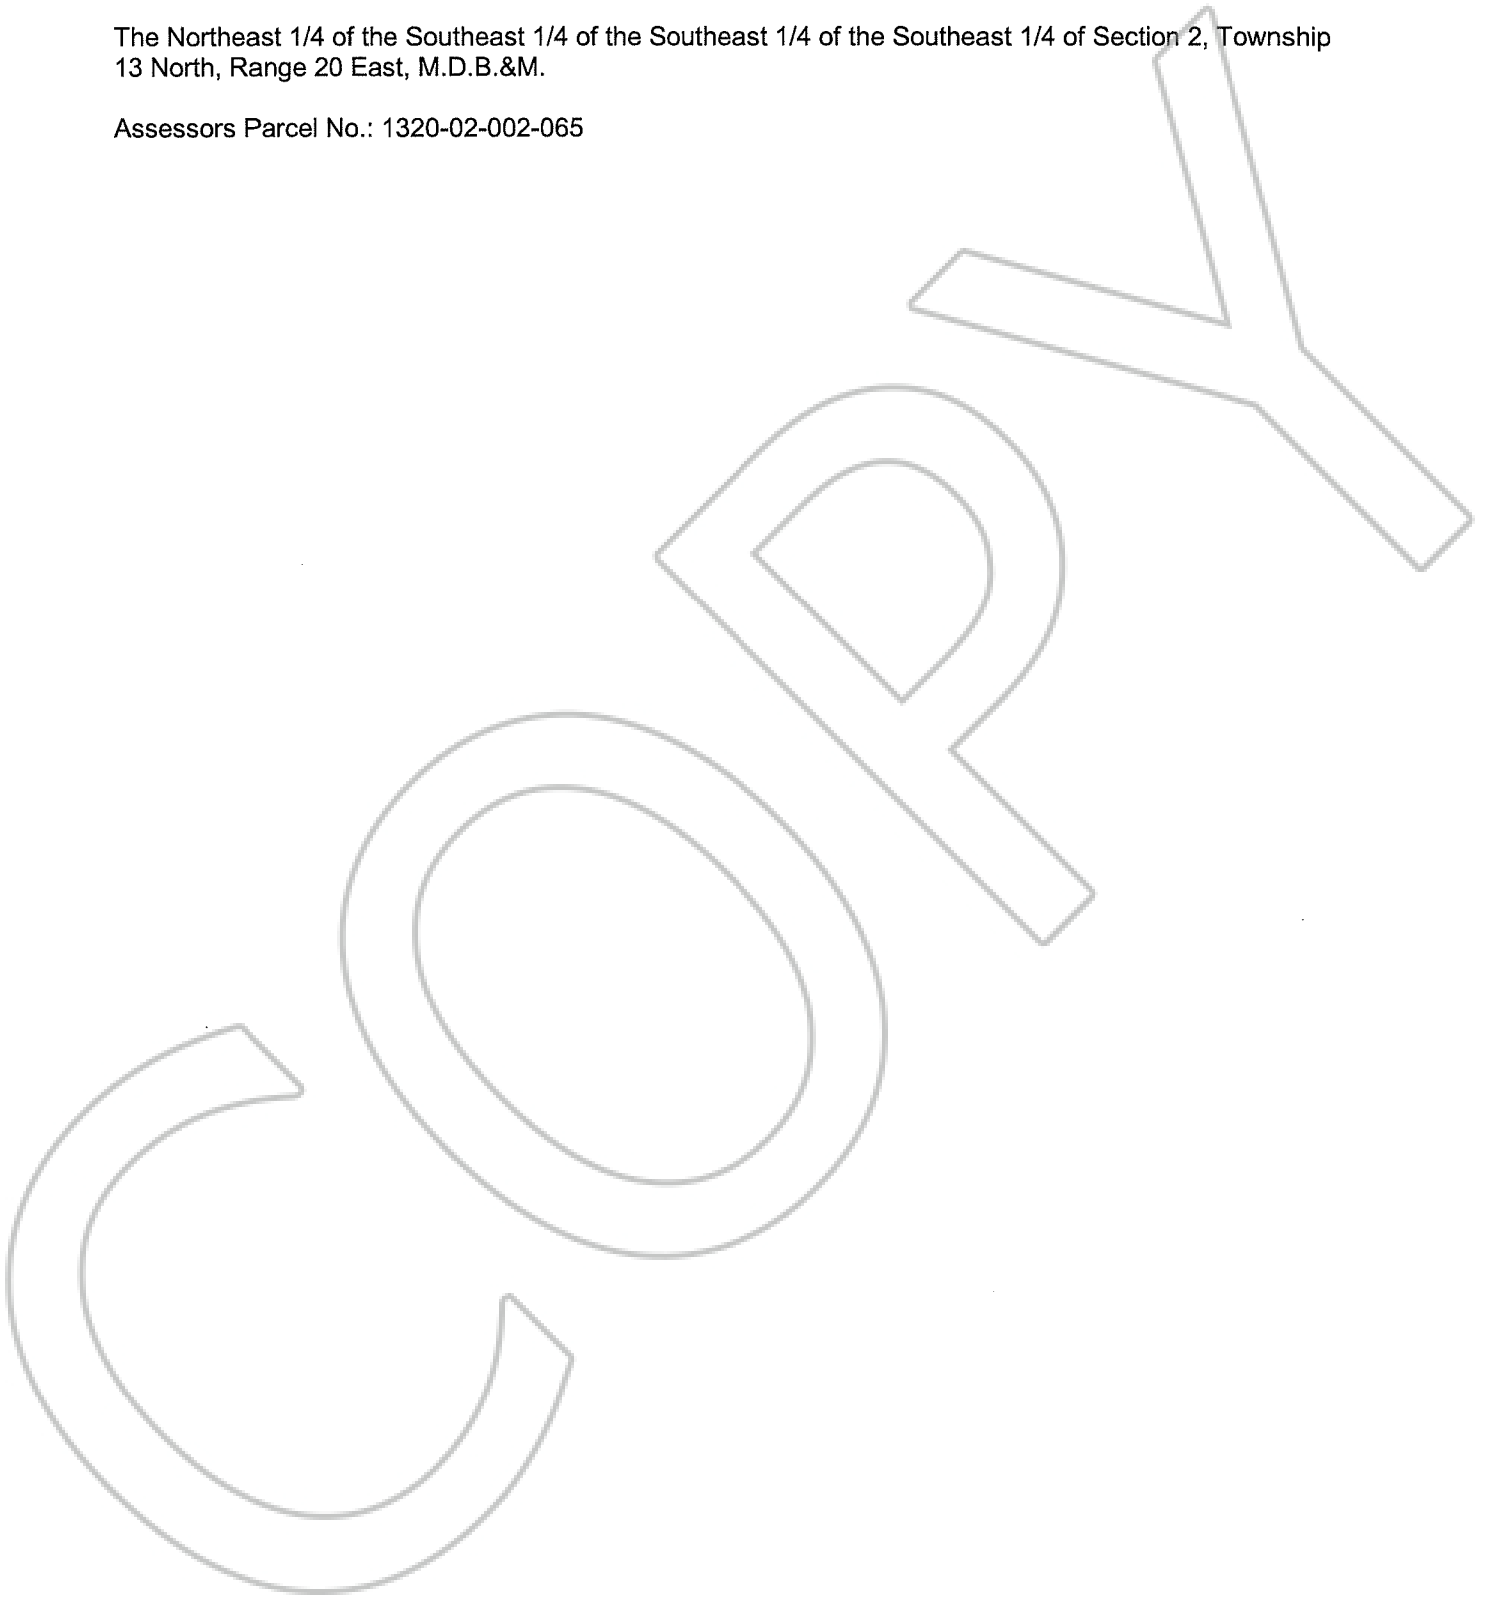 The Northeast 1/4 of the Southeast 1/4 of the Southeast 1/4 of the Southeast 1/4 of Section 2, Township
13 North, Range 20 East, M.D.B.&M.
Assessors Parcel No.: 1320-02-002-065
COPY